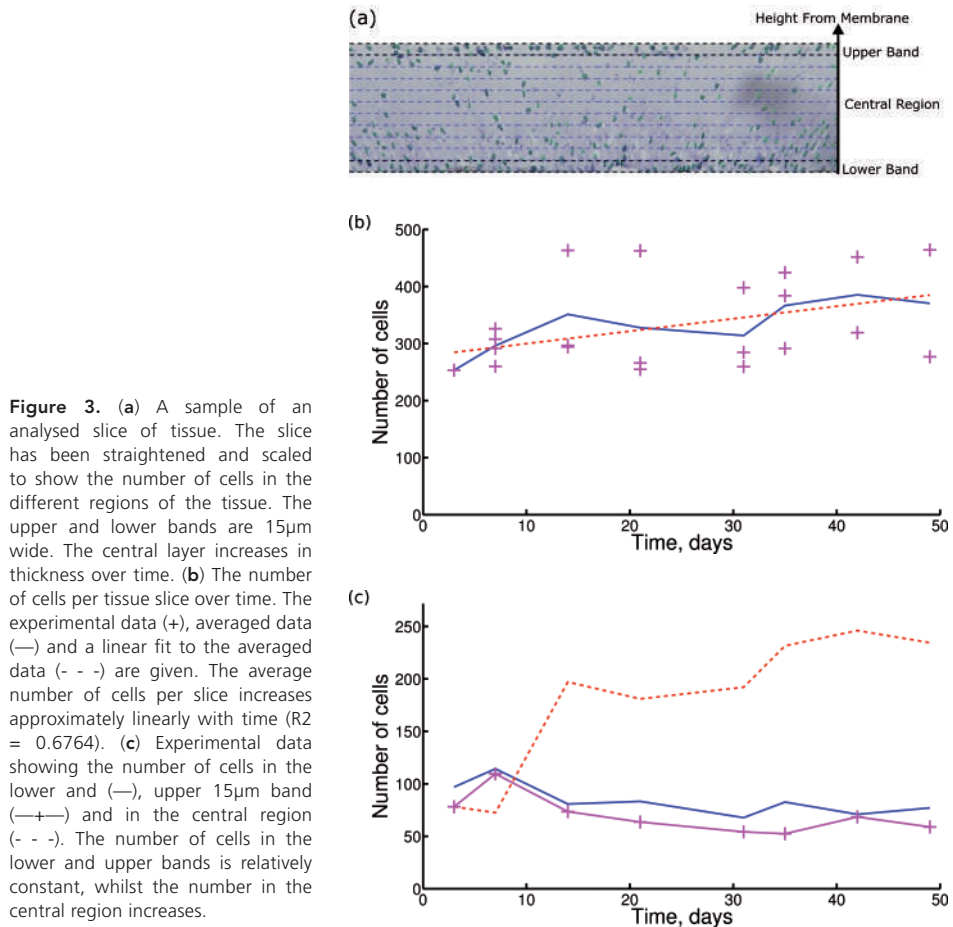 (a)
Height From Membrane
Upper Band
Central Region
Lower Band
(b)
500
400
300
200
100
0
Number of cells
0 10 20 30 40 50
Time, days
(c)
250
200
150
100
50
0
Number of cells
0 10 20 30 40 50
Time, days
Figure 3. (a) A sample of an
analysed slice of tissue. The slice
has been straightened and scaled
to show the number of cells in the
different regions of the tissue. The
upper and lower bands are 15µm
wide. The central layer increases in
thickness over time. (b) The number
of cells per tissue slice over time. The
experimental data (+), averaged data
(—) and a linear fit to the averaged
data (- - -) are given. The average
number of cells per slice increases
approximately linearly with time (R2
= 0.6764). (c) Experimental data
showing the number of cells in the
lower and (—), upper 15µm band
(—+—) and in the central region
(- - -). The number of cells in the
lower and upper bands is relatively
constant, whilst the number in the
central region increases.